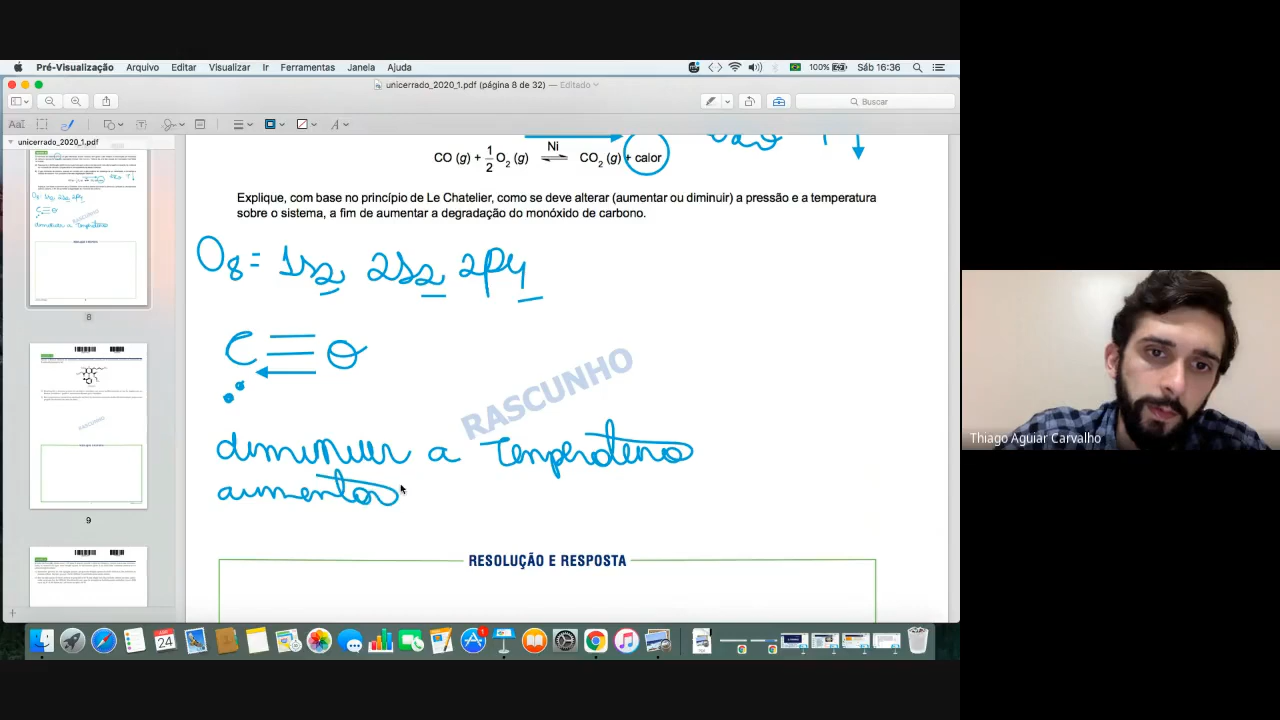 Pré-Visualização Arquivo Editar Visualizar Ir Ferramentas Janela Ajuda 100% Sáb 16:36
unicerrado_2020_1.pdf (página 8 de 32) — Editado
Buscar
unicerrado_2020_1.pdf
8
9
CO (g) + 1/2 O2 (g) Ni ⇌ CO2 (g) + calor
Explique, com base no princípio de Le Chatelier, como se deve alterar (aumentar ou diminuir) a pressão e a temperatura
sobre o sistema, a fim de aumentar a degradação do monóxido de carbono.
O8 = 1s2 2s2 2p4
C O
RASCUNHO
diminuir a Temperatura
aumentar
RESOLUÇÃO E RESPOSTA
Thiago Aguiar Carvalho